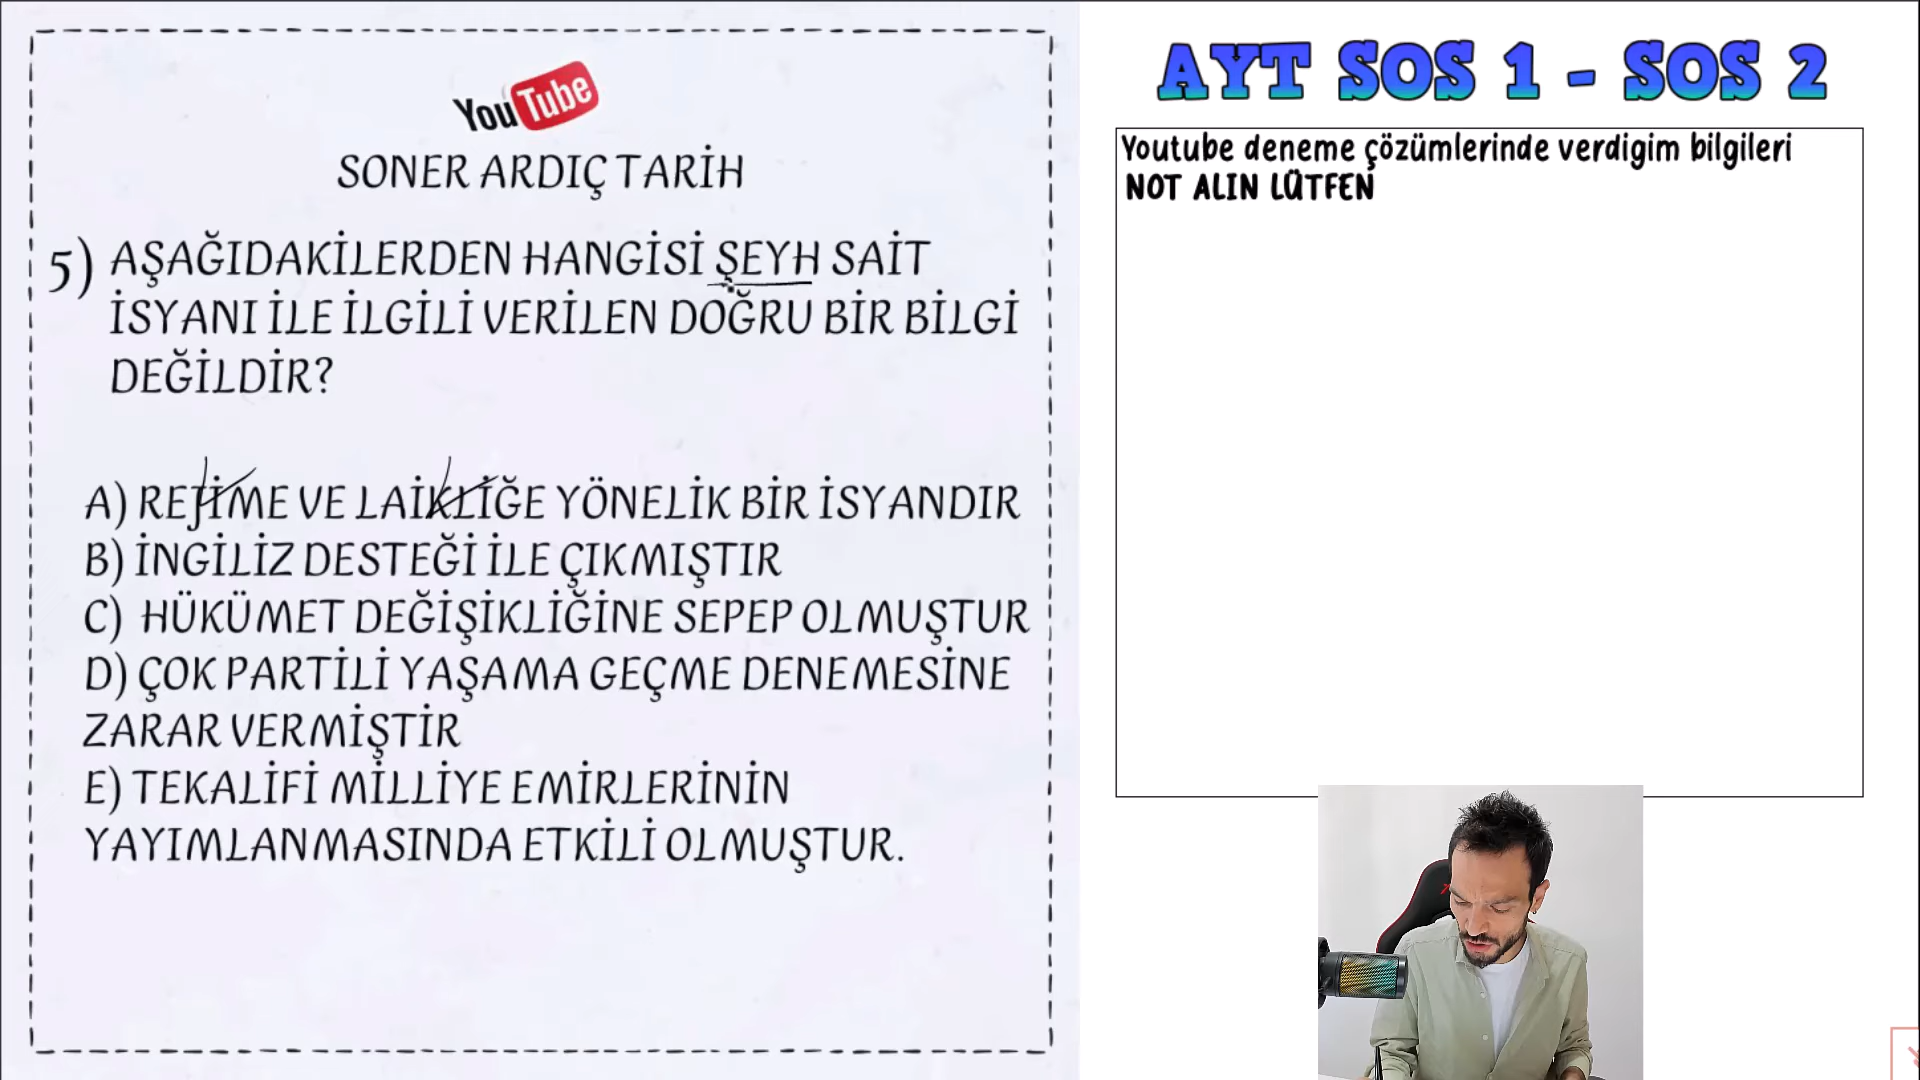 YouTube
SONER ARDIÇ TARİH
5) AŞAĞIDAKİLERDEN HANGİSİ ŞEYH SAİT
İSYANI İLE İLGİLİ VERİLEN DOĞRU BİR BİLGİ
DEĞİLDİR?
A) REJİME VE LAİKLİĞE YÖNELİK BİR İSYANDIR
B) İNGİLİZ DESTEĞİ İLE ÇIKMIŞTIR
C) HÜKÜMET DEĞİŞİKLİĞİNE SEPEP OLMUŞTUR
D) ÇOK PARTİLİ YAŞAMA GEÇME DENEMESİNE
ZARAR VERMİŞTİR
E) TEKALİFİ MİLLİYE EMİRLERİNİN
YAYIMLANMASINDA ETKİLİ OLMUŞTUR.
AYT SOS 1 - SOS 2
Youtube deneme çözümlerinde verdigim bilgileri
NOT ALIN LÜTFEN